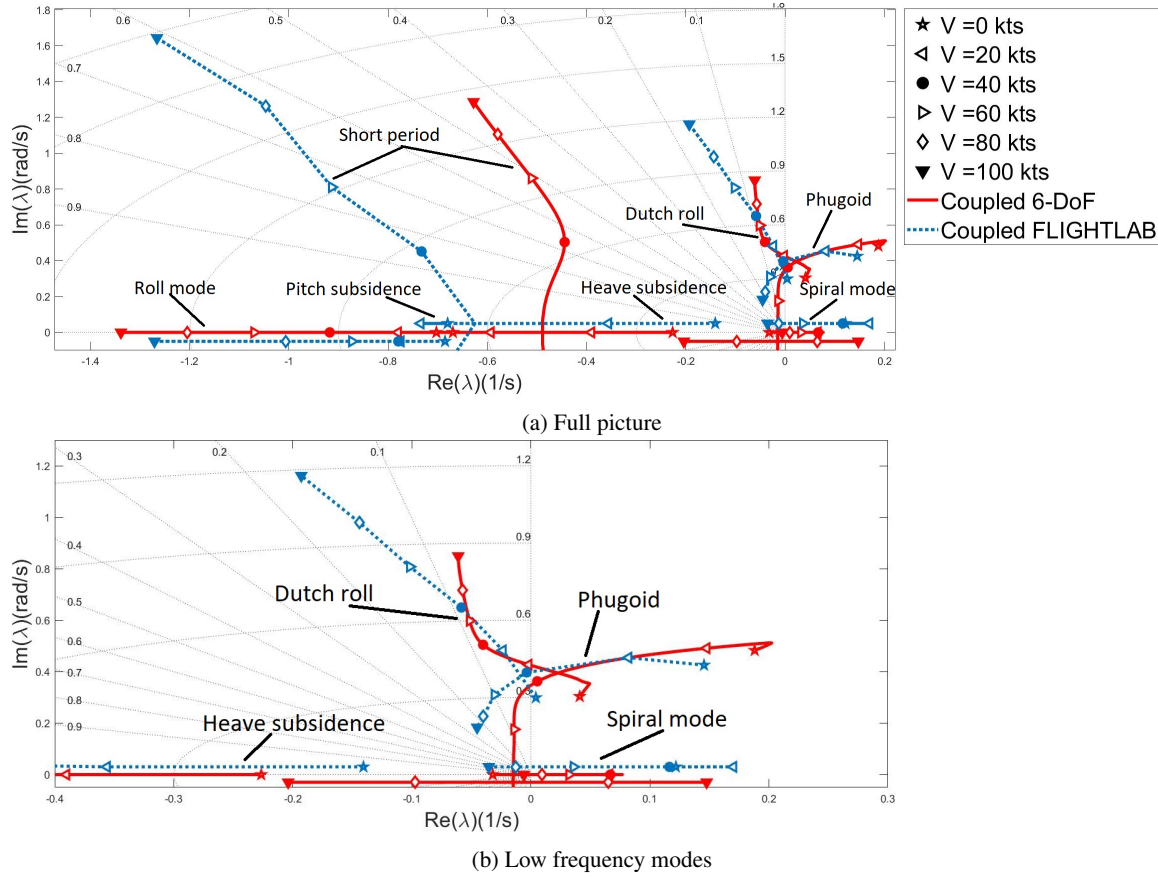 1.8
1.6
1.4
1.2
1
0.8
0.6
0.4
0.2
0
Im(λ)(rad/s)
0.6
0.5
0.4
0.3
0.2
0.1
0.7
0.8
0.9
1.8
1.5
1.2
0.9
0.6
Short period
Dutch roll
Phugoid
Roll mode
Pitch subsidence
Heave subsidence
Spiral mode
-1.4
-1.2
-1
-0.8
-0.6
-0.4
-0.2
0
0.2
Re(λ)(1/s)
V =0 kts
V =20 kts
V =40 kts
V =60 kts
V =80 kts
V =100 kts
Coupled 6-DoF
Coupled FLIGHTLAB
(a) Full picture
1.2
1
0.8
0.6
0.4
0.2
0
Im(λ)(rad/s)
0.3
0.2
0.1
0.4
0.5
0.6
0.7
0.8
0.9
1.2
0.9
0.6
0.3
Dutch roll
Phugoid
Heave subsidence
Spiral mode
-0.4
-0.3
-0.2
-0.1
0
0.1
0.2
0.3
Re(λ)(1/s)
(b) Low frequency modes